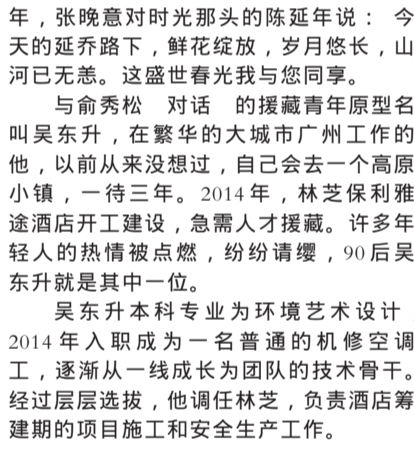 年，张晚意对时光那头的陈延年说：今
天的延乔路下，鲜花绽放，岁月悠长，山
河已无恙。这盛世春光我与您同享。
与俞秀松 对话 的援藏青年原型名
叫吴东升，在繁华的大城市广州工作的
他，以前从来没想过，自己会去一个高原
小镇，一待三年。2014年，林芝保利雅
途酒店开工建设，急需人才援藏。许多年
轻人的热情被点燃，纷纷请缨，90后吴
东升就是其中一位。
吴东升本科专业为环境艺术设计
2014年入职成为一名普通的机修空调
工，逐渐从一线成长为团队的技术骨干。
经过层层选拔，他调任林芝，负责酒店筹
建期的项目施工和安全生产工作。